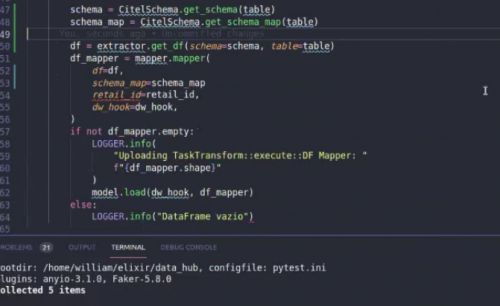 47 schema = CitelSchema.get_schema(table)
48 schema_map = CitelSchema.get_schema_map(table)
49 You, seconds ago • Uncommitted changes
50 df = extractor.get_df(schema=schema, table=table)
51 df_mapper = mapper.mapper(
52 df=df,
53 schema_map=schema_map
54 retail_id=retail_id,
55 dw_hook=dw_hook,
56 )
57 if not df_mapper.empty:
58 LOGGER.info(
59 "Uploading TaskTransform::execute::DF Mapper: "
60 f"{df_mapper.shape}"
61 )
62 model.load(dw_hook, df_mapper)
63 else:
64 LOGGER.info("DataFrame vazio")
65
ROBLEMS 21 OUTPUT TERMINAL DEBUG CONSOLE
ootdir: /home/william/elixir/data_hub, configfile: pytest.ini
lugins: anyio-3.1.0, Faker-5.8.0
ollected 5 items